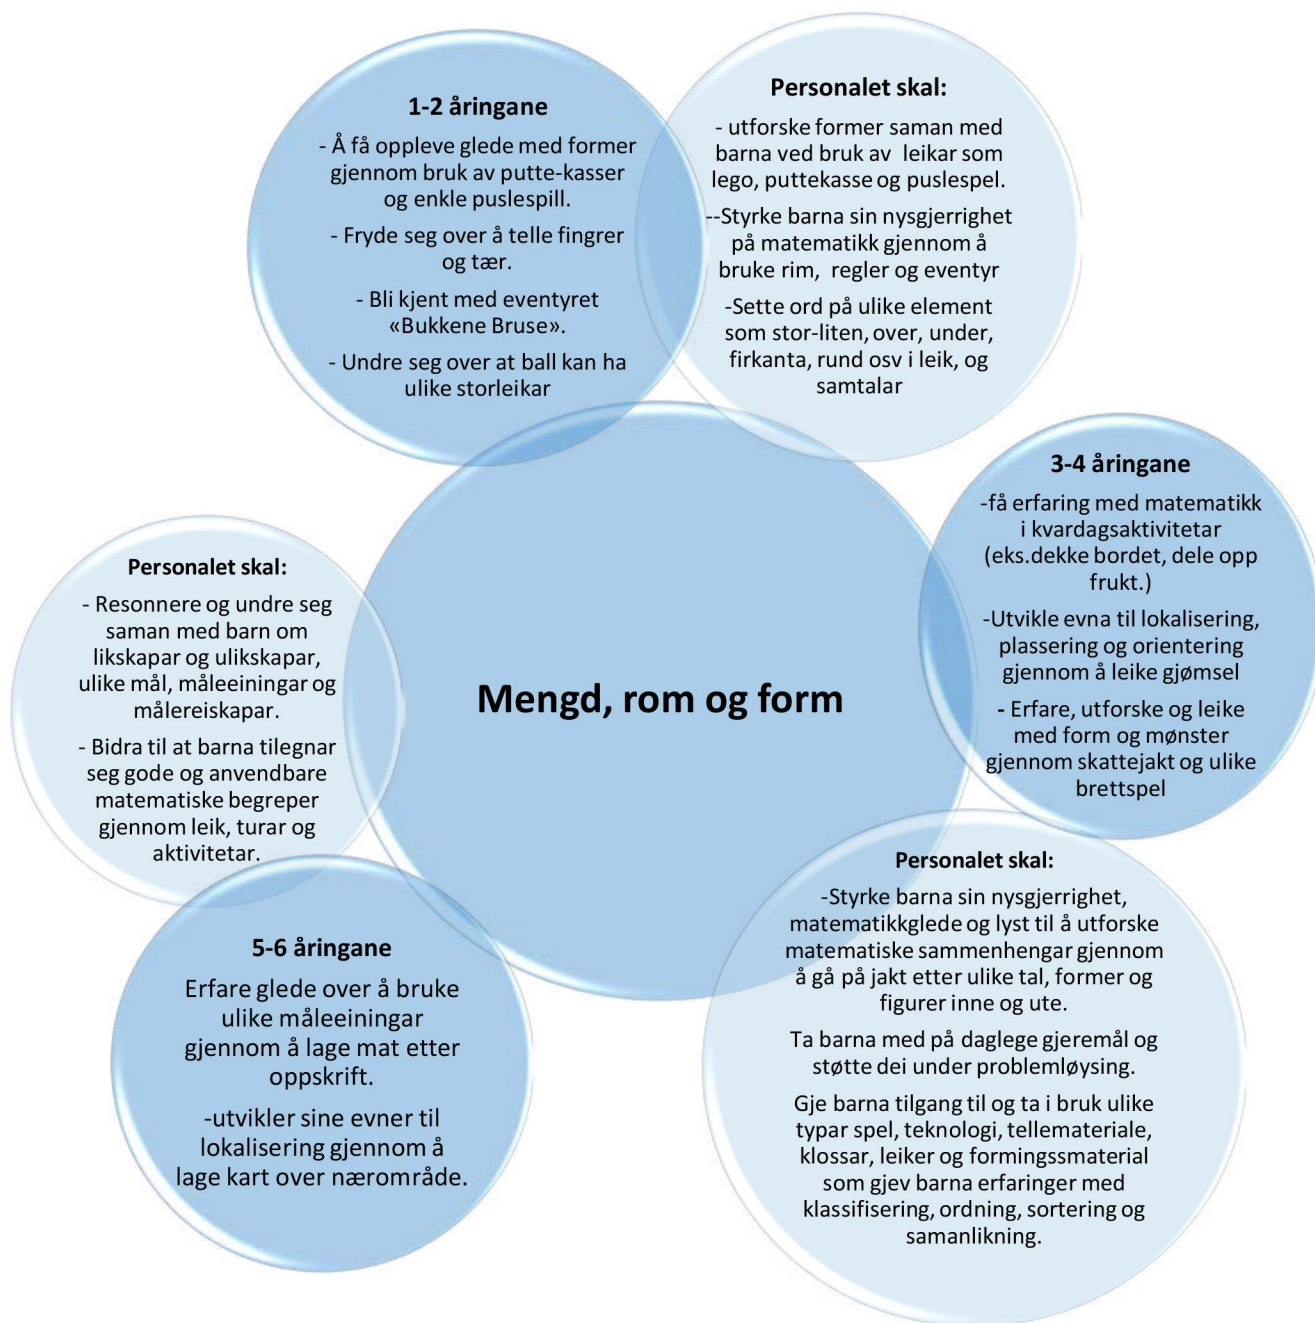 1-2 åringane
- Å få oppleve glede med former
gjennom bruk av putte-kasser
og enkle puslespill.
- Fryde seg over å telle fingrer
og tær.
- Bli kjent med eventyret
«Bukkene Bruse».
- Undre seg over at ball kan ha
ulike storleikar
Personalet skal:
- utforske former saman med
barna ved bruk av leikar som
lego, puttekasse og puslespel.
--Styrke barna sin nysgjerrighet
på matematikk gjennom å
bruke rim, regler og eventyr
-Sette ord på ulike element
som stor-liten, over, under,
firkanta, rund osv i leik, og
samtalar
3-4 åringane
-få erfaring med matematikk
i kvardagsaktivitetar
(eks.dekke bordet, dele opp
frukt.)
-Utvikle evna til lokalisering,
plassering og orientering
gjennom å leike gjømsel
- Erfare, utforske og leike
med form og mønster
gjennom skattejakt og ulike
brettspel
Personalet skal:
-Styrke barna sin nysgjerrighet,
matematikkglede og lyst til å utforske
matematiske sammenhengar gjennom
å gå på jakt etter ulike tal, former og
figurer inne og ute.
Ta barna med på daglege gjeremål og
støtte dei under problemløysing.
Gje barna tilgang til og ta i bruk ulike
typar spel, teknologi, tellemateriale,
klossar, leiker og formingssmaterial
som gjev barna erfaringer med
klassifisering, ordning, sortering og
samanlikning.
5-6 åringane
Erfare glede over å bruke
ulike måleeiningar
gjennom å lage mat etter
oppskrift.
-utvikler sine evner til
lokalisering gjennom å
lage kart over nærområde.
Personalet skal:
- Resonnere og undre seg
saman med barn om
likskapar og ulikskapar,
ulike mål, måleeiningar og
målereiskapar.
- Bidra til at barna tilegnar
seg gode og anvendbare
matematiske begreper
gjennom leik, turar og
aktivitetar.
Mengd, rom og form